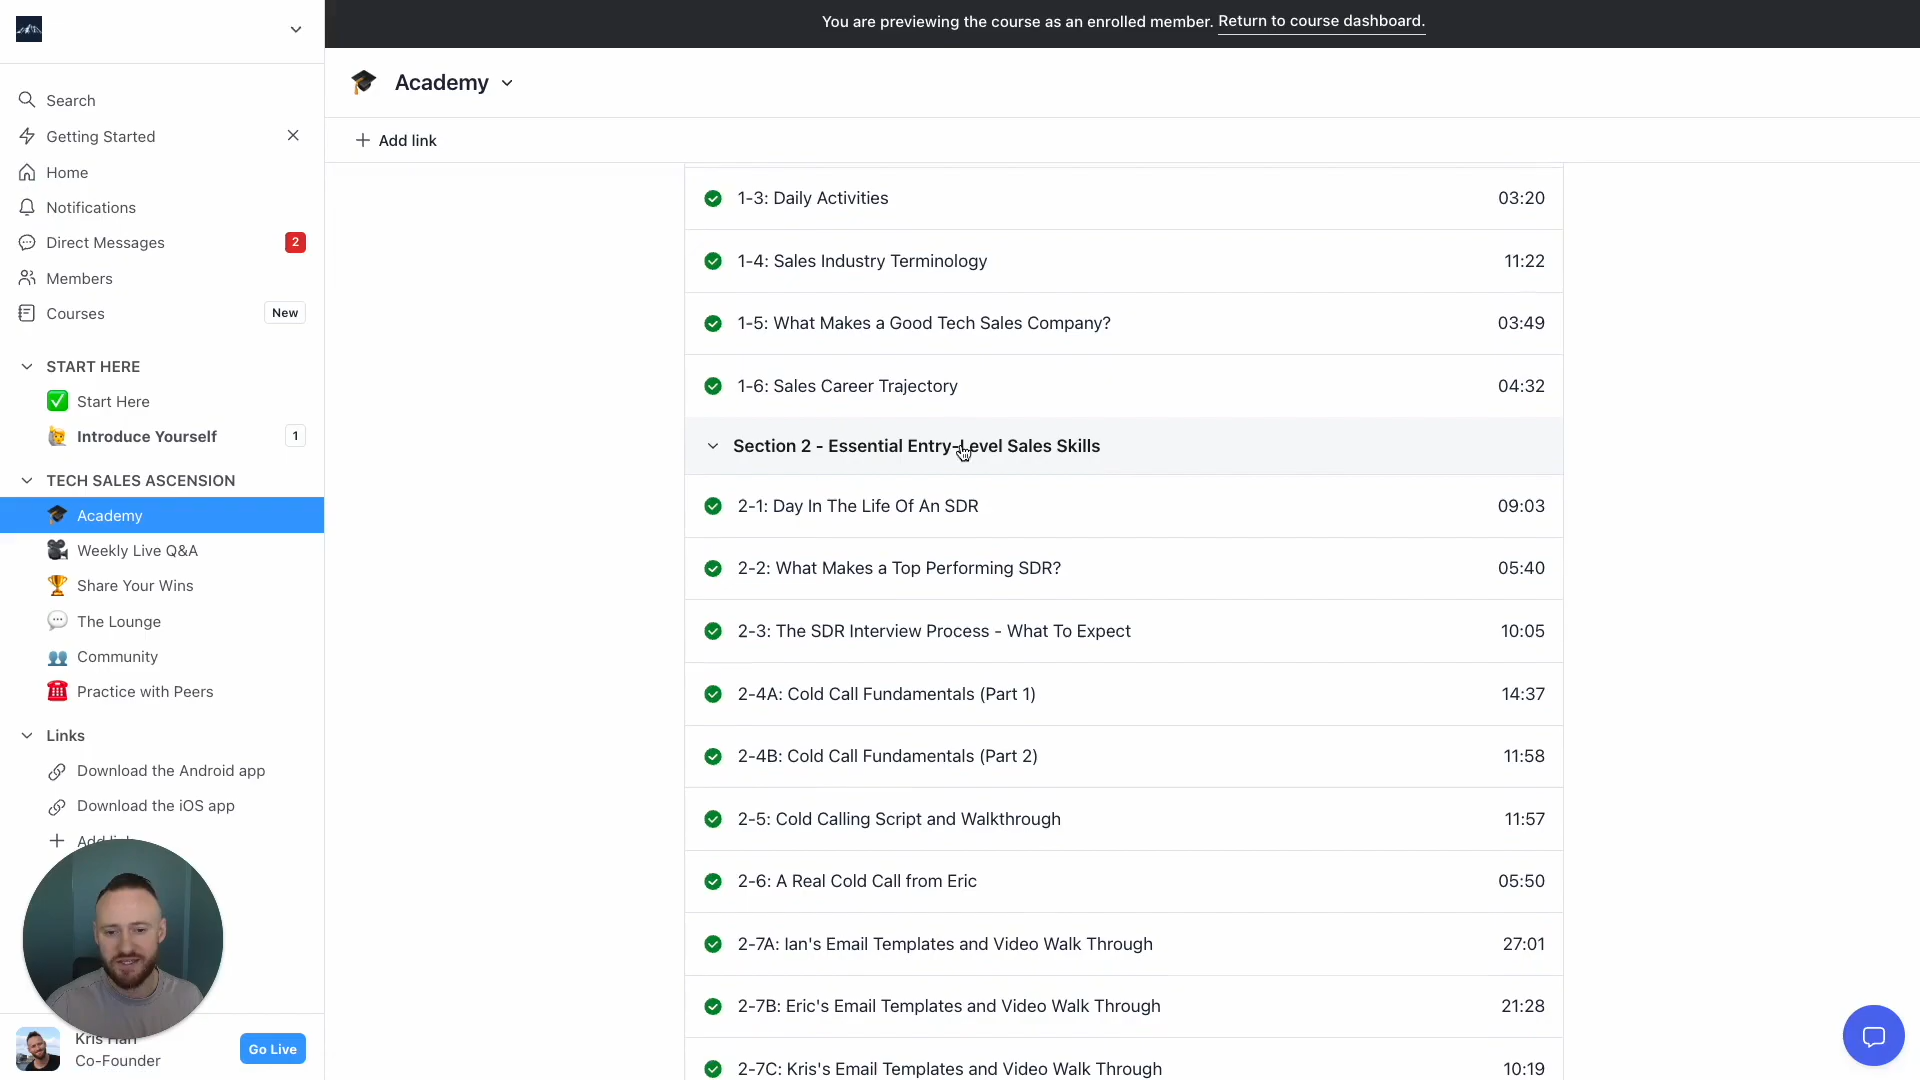 You are previewing the course as an enrolled member. Return to course dashboard.
Search
Getting Started
Home
Notifications
Direct Messages 2
Members
Courses New
START HERE
Start Here
Introduce Yourself 1
TECH SALES ASCENSION
Academy
Weekly Live Q&A
Share Your Wins
The Lounge
Community
Practice with Peers
Links
Download the Android app
Download the iOS app
Kris
Co-Founder
Go Live
Academy
Add link
1-3: Daily Activities 03:20
1-4: Sales Industry Terminology 11:22
1-5: What Makes a Good Tech Sales Company? 03:49
1-6: Sales Career Trajectory 04:32
Section 2 - Essential Entry-Level Sales Skills
2-1: Day In The Life Of An SDR 09:03
2-2: What Makes a Top Performing SDR? 05:40
2-3: The SDR Interview Process - What To Expect 10:05
2-4A: Cold Call Fundamentals (Part 1) 14:37
2-4B: Cold Call Fundamentals (Part 2) 11:58
2-5: Cold Calling Script and Walkthrough 11:57
2-6: A Real Cold Call from Eric 05:50
2-7A: Ian's Email Templates and Video Walk Through 27:01
2-7B: Eric's Email Templates and Video Walk Through 21:28
2-7C: Kris's Email Templates and Video Walk Through 10:19